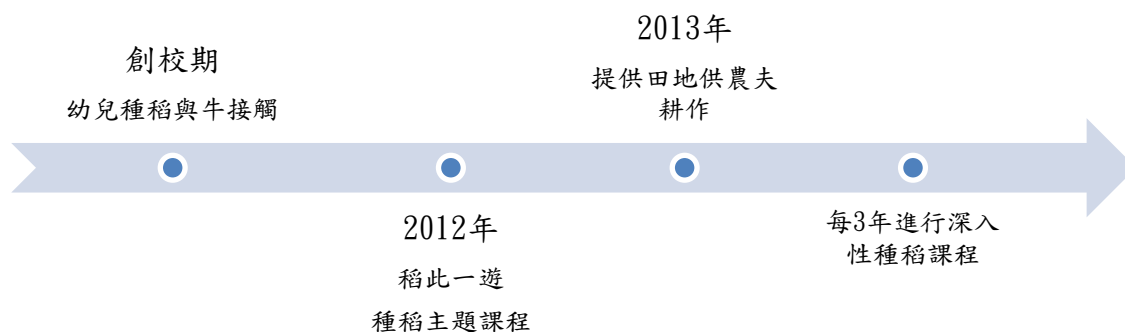 創校期
幼兒種稻與牛接觸
2012年
稻此一遊
種稻主題課程
2013年
提供田地供農夫
耕作
每3年進行深入
性種稻課程